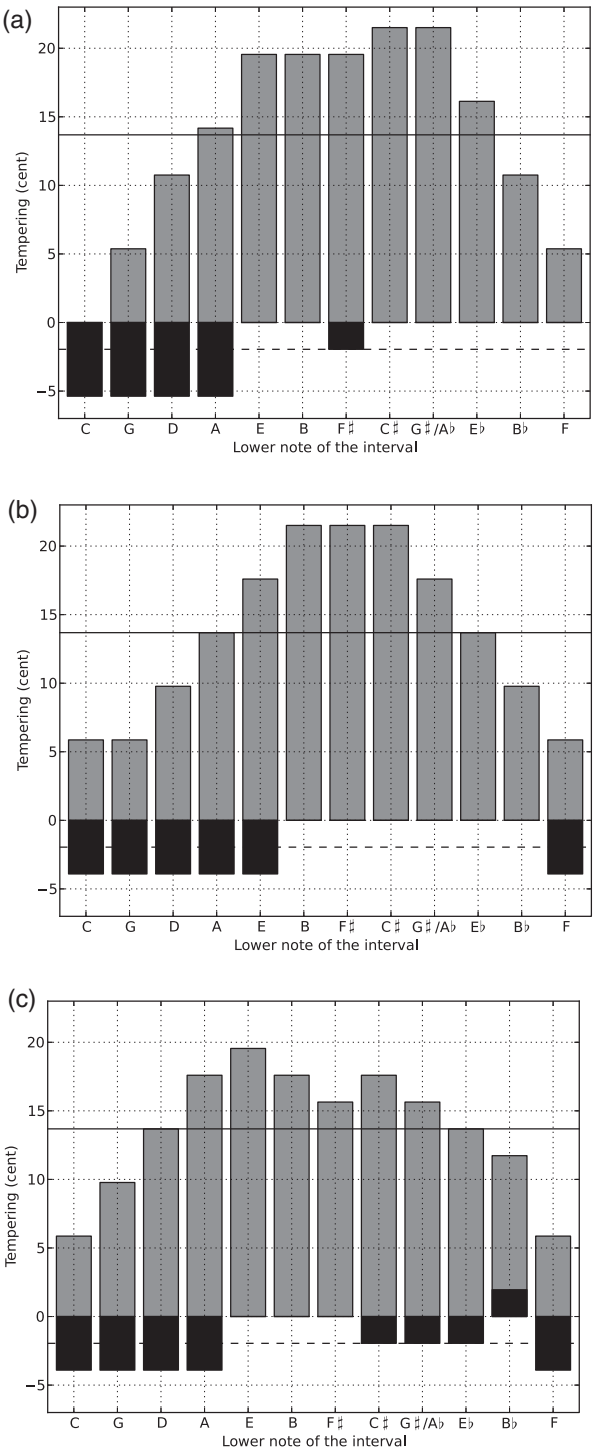 (a)
20
15
10
5
0
−5
Tempering (cent)
C G D A E B F♯ C♯ G♯/A♭ E♭ B♭ F
Lower note of the interval
(b)
20
15
10
5
0
−5
Tempering (cent)
C G D A E B F♯ C♯ G♯/A♭ E♭ B♭ F
Lower note of the interval
(c)
20
15
10
5
0
−5
Tempering (cent)
C G D A E B F♯ C♯ G♯/A♭ E♭ B♭ F
Lower note of the interval